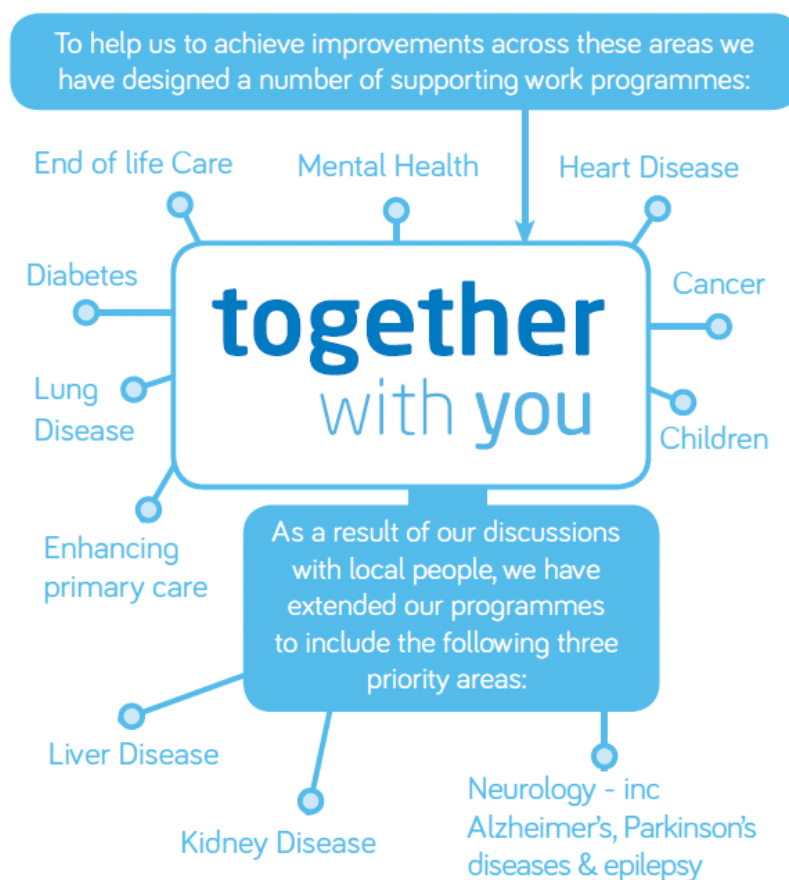 To help us to achieve improvements across these areas we
have designed a number of supporting work programmes:
End of life Care
Mental Health
Heart Disease
Diabetes
Cancer
together
with you
Lung
Disease
Children
Enhancing
primary care
As a result of our discussions
with local people, we have
extended our programmes
to include the following three
priority areas:
Liver Disease
Kidney Disease
Neurology - inc
Alzheimer's, Parkinson's
diseases & epilepsy